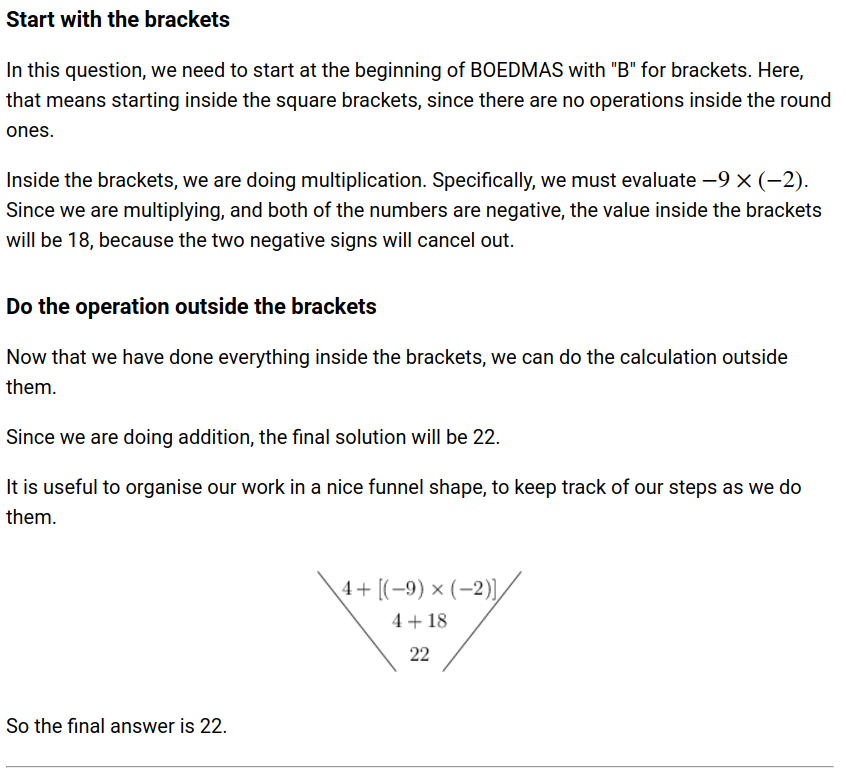 Start with the brackets
In this question, we need to start at the beginning of BOEDMAS with "B" for brackets. Here,
that means starting inside the square brackets, since there are no operations inside the round
ones.
Inside the brackets, we are doing multiplication. Specifically, we must evaluate −9 × (−2).
Since we are multiplying, and both of the numbers are negative, the value inside the brackets
will be 18, because the two negative signs will cancel out.
Do the operation outside the brackets
Now that we have done everything inside the brackets, we can do the calculation outside
them.
Since we are doing addition, the final solution will be 22.
It is useful to organise our work in a nice funnel shape, to keep track of our steps as we do
them.
4 + [(−9) × (−2)]
4 + 18
22
So the final answer is 22.